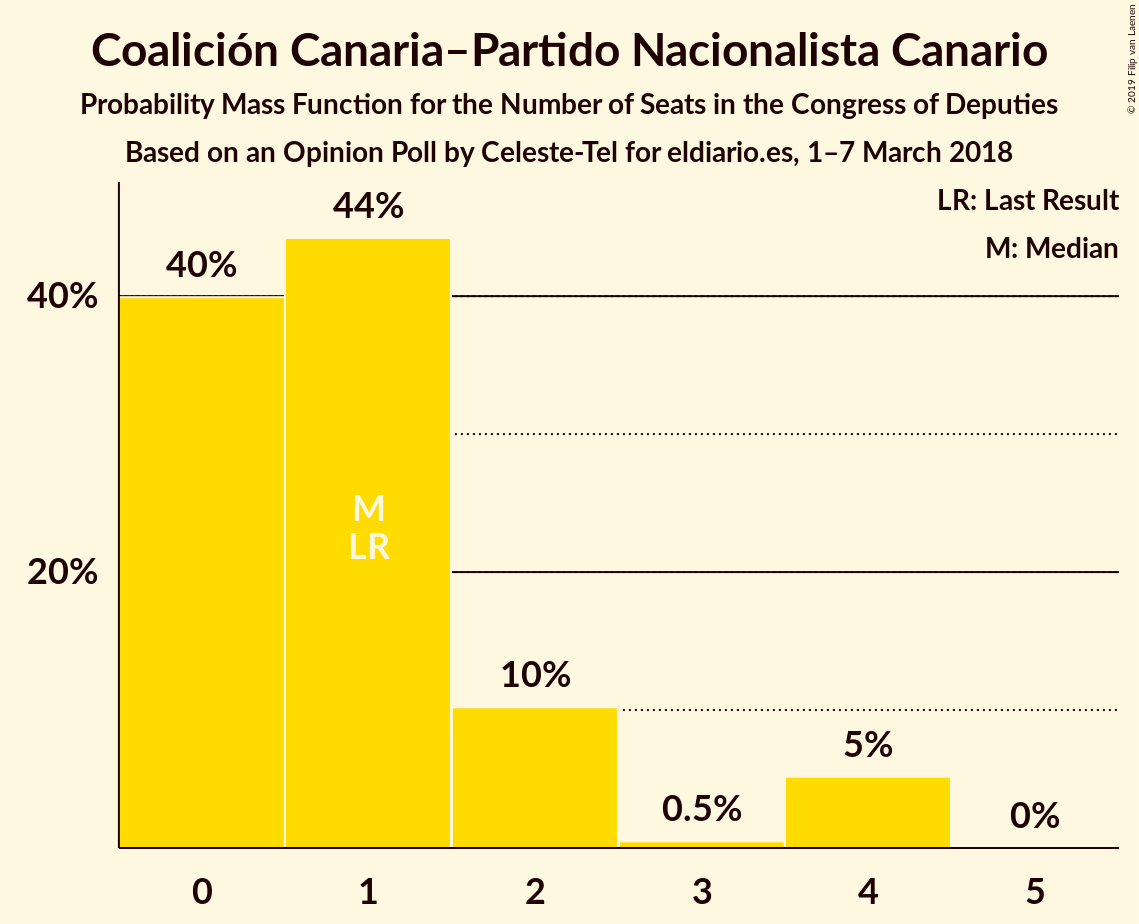 Coalición Canaria–Partido Nacionalista Canario
Probability Mass Function for the Number of Seats in the Congress of Deputies
Based on an Opinion Poll by Celeste-Tel for eldiario.es, 1–7 March 2018
© 2019 Filip van Laenen
LR: Last Result
M: Median
44%
40%
40%
M
LR
20%
10%
5%
0.5%
0%
0 1 2 3 4 5